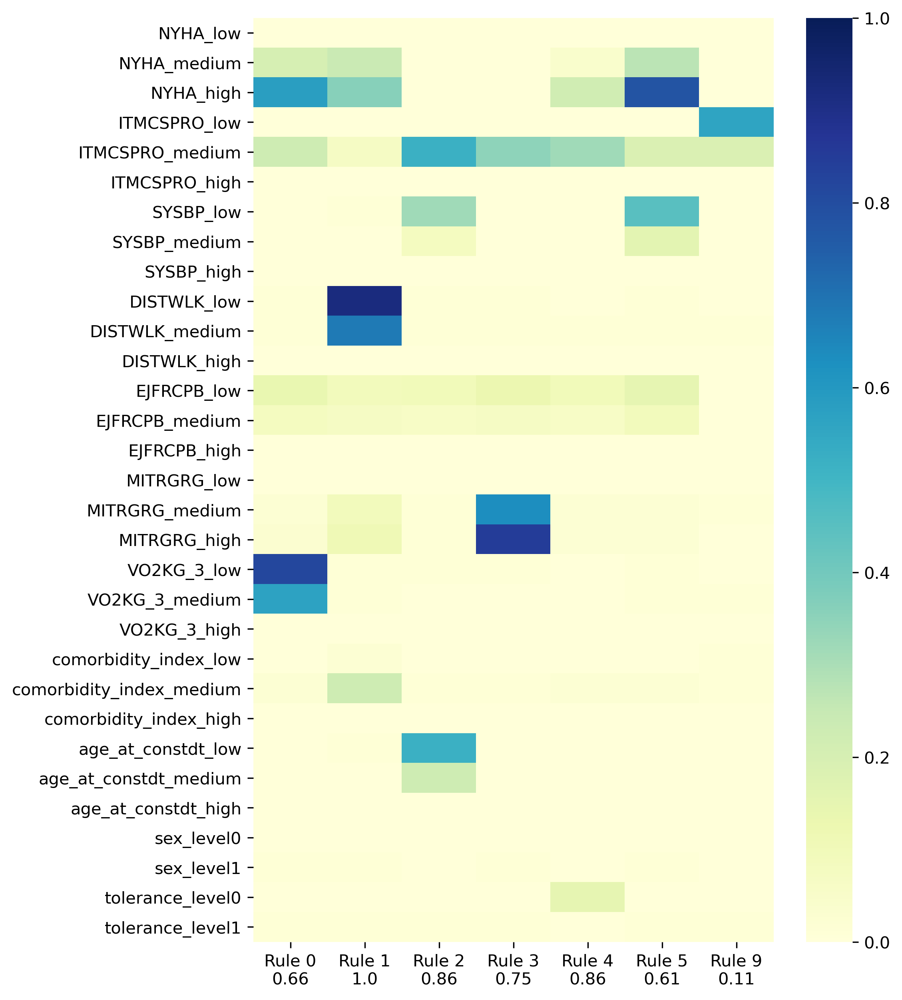 NYHA_low
NYHA_medium
NYHA_high
ITMCSPRO_low
ITMCSPRO_medium
ITMCSPRO_high
SYSBP_low
SYSBP_medium
SYSBP_high
DISTWLK_low
DISTWLK_medium
DISTWLK_high
EJFRCPB_low
EJFRCPB_medium
EJFRCPB_high
MITRGRG_low
MITRGRG_medium
MITRGRG_high
VO2KG_3_low
VO2KG_3_medium
VO2KG_3_high
comorbidity_index_low
comorbidity_index_medium
comorbidity_index_high
age_at_constdt_low
age_at_constdt_medium
age_at_constdt_high
sex_level0
sex_level1
tolerance_level0
tolerance_level1
Rule 0 Rule 1 Rule 2 Rule 3 Rule 4 Rule 5 Rule 9
0.66 1.0 0.86 0.75 0.86 0.61 0.11
1.0
0.8
0.6
0.4
0.2
0.0